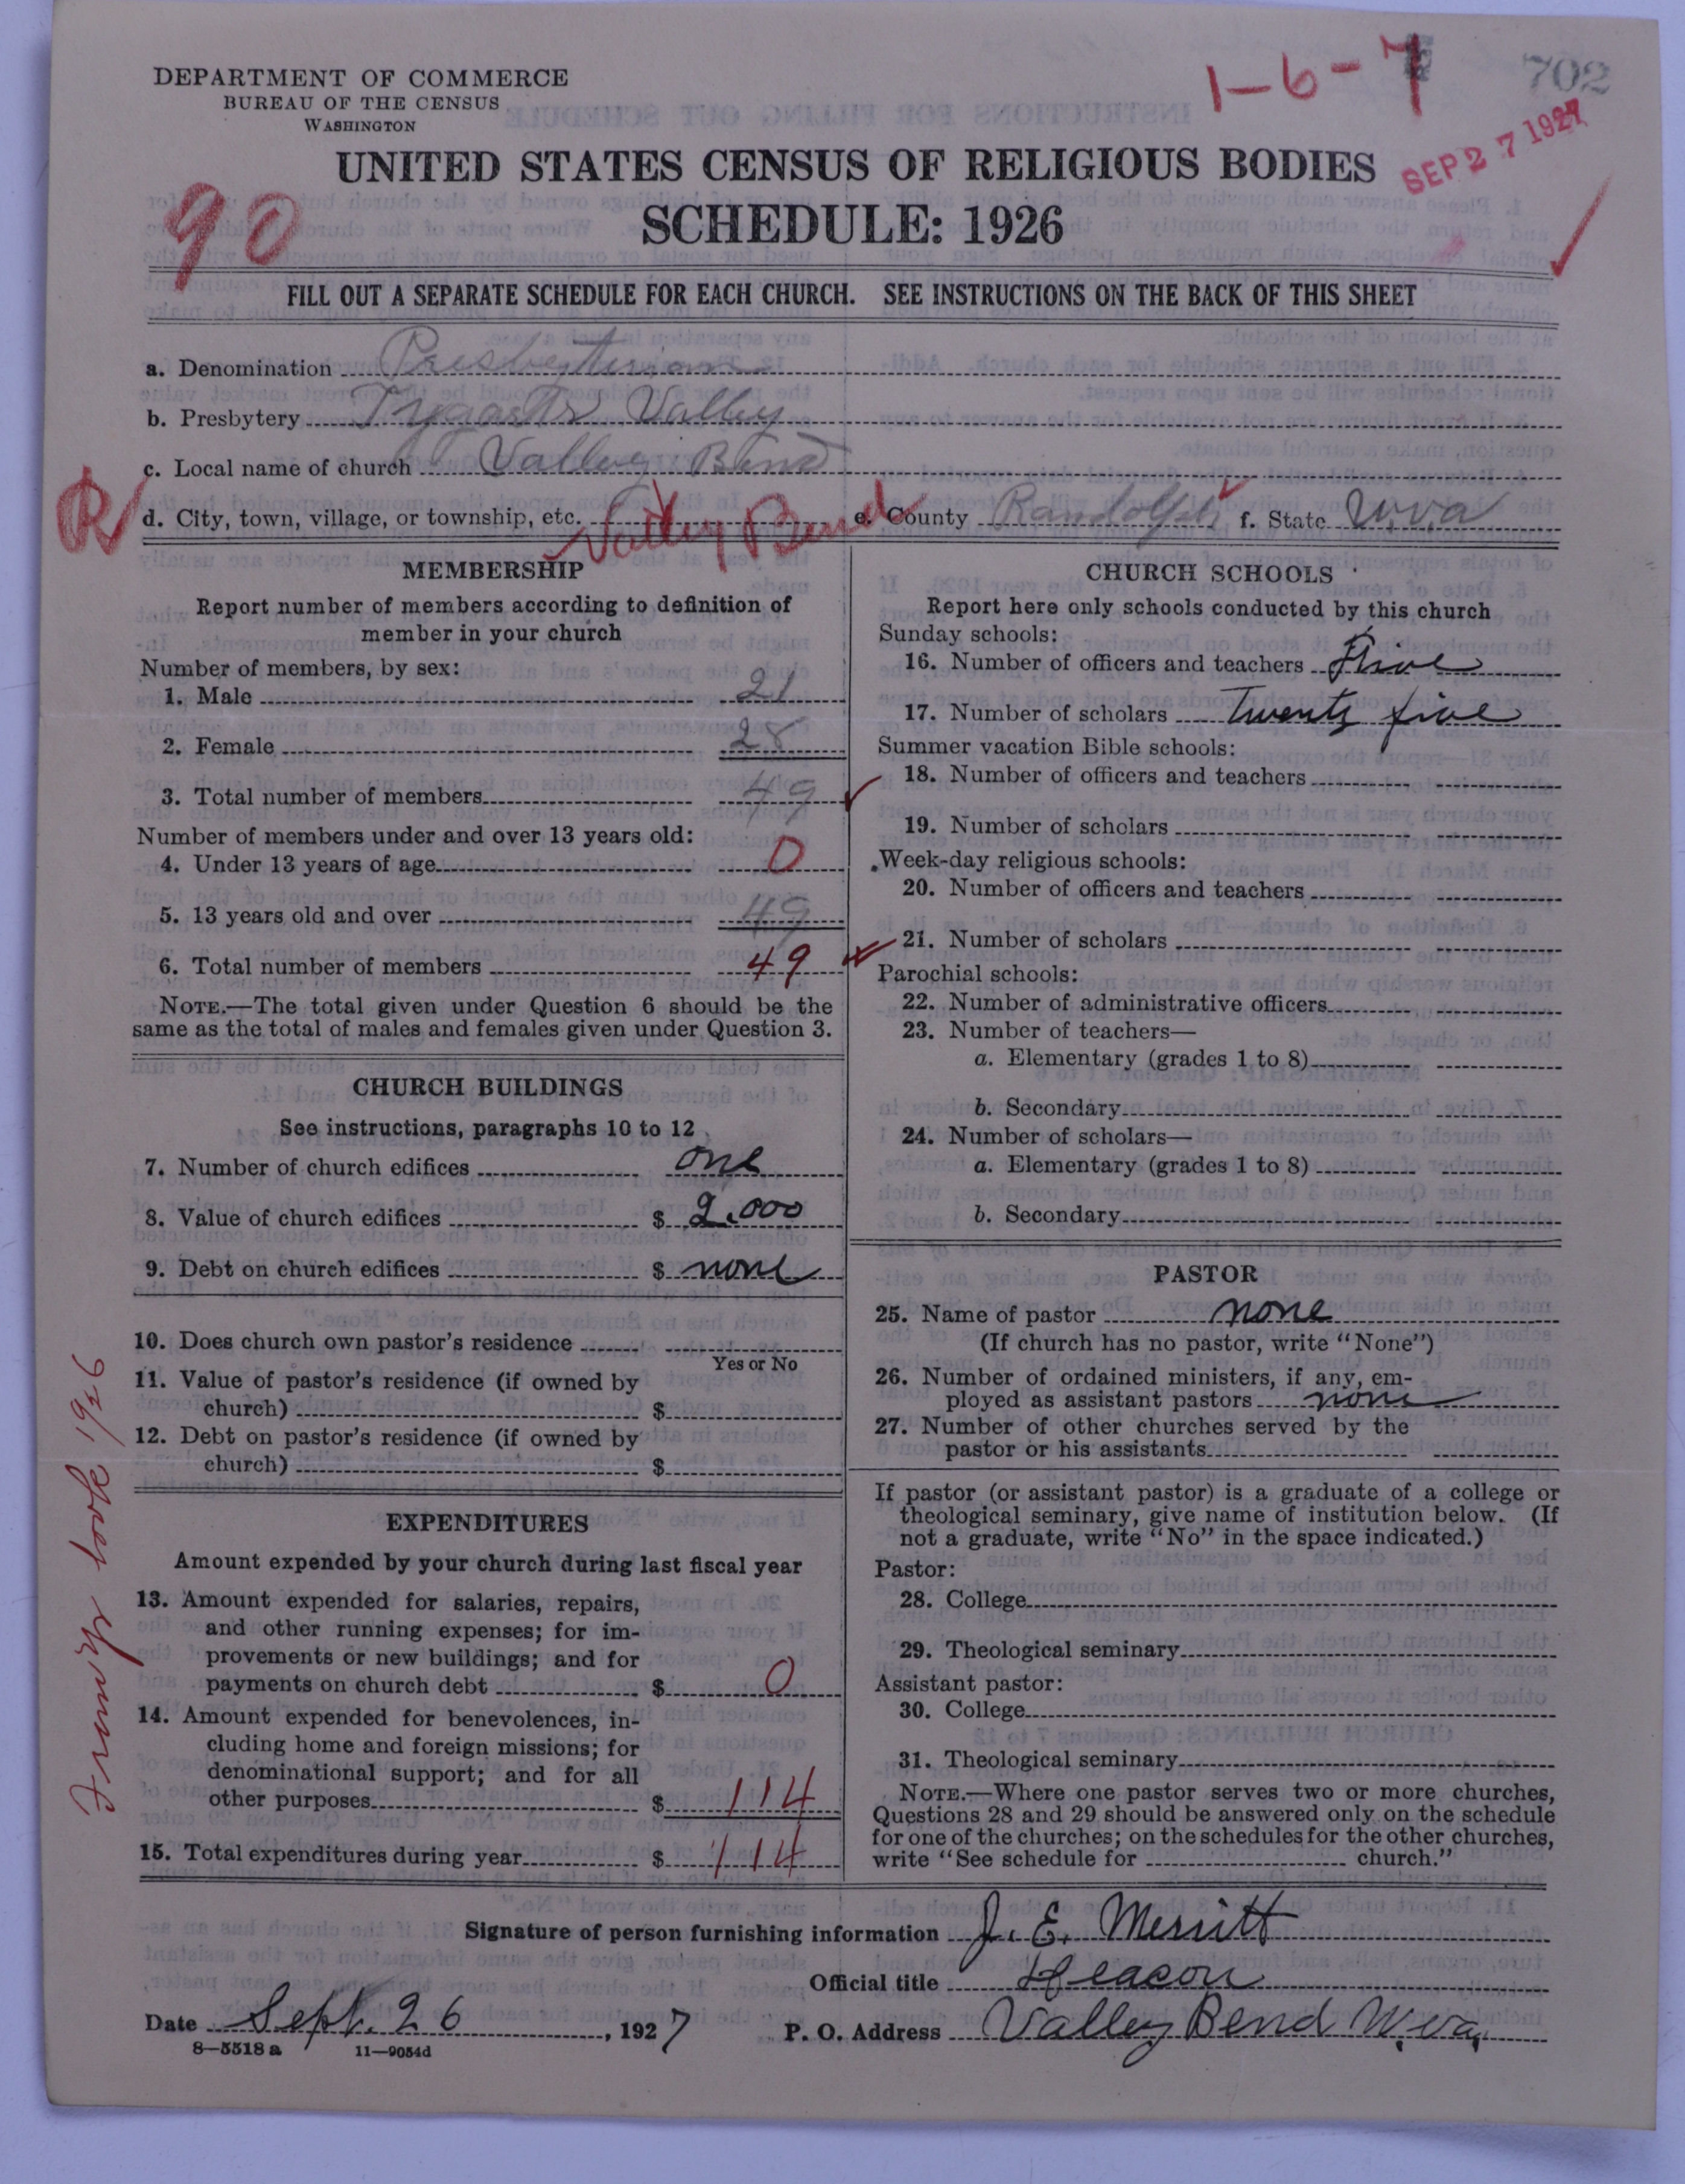 DEPARTMENT OF COMMERCE
BUREAU OF THE CENSUS
WASHINGTON
1-6-7
702
SEP 27 1927
UNITED STATES CENSUS OF RELIGIOUS BODIES
SCHEDULE: 1926
90
FILL OUT A SEPARATE SCHEDULE FOR EACH CHURCH. SEE INSTRUCTIONS ON THE BACK OF THIS SHEET
a. Denomination Presbyterian
b. Presbytery Tygarts Valley
c. Local name of church Valley Bend
R
d. City, town, village, or township, etc. Valley Bend e. County Randolph f. State W.va
MEMBERSHIP
Report number of members according to definition of
member in your church
Number of members, by sex:
1. Male 21
2. Female 28
3. Total number of members 49
Number of members under and over 13 years old:
4. Under 13 years of age 0
5. 13 years old and over 49
6. Total number of members 49
NOTE.—The total given under Question 6 should be the
same as the total of males and females given under Question 3.
CHURCH BUILDINGS
See instructions, paragraphs 10 to 12
7. Number of church edifices one
8. Value of church edifices $ 2.000
9. Debt on church edifices $ none
10. Does church own pastor's residence
Yes or No
11. Value of pastor's residence (if owned by
church) $
12. Debt on pastor's residence (if owned by
church) $
EXPENDITURES
Amount expended by your church during last fiscal year
13. Amount expended for salaries, repairs,
and other running expenses; for im-
provements or new buildings; and for
payments on church debt $ 0
14. Amount expended for benevolences, in-
cluding home and foreign missions; for
denominational support; and for all
other purposes $ 114
15. Total expenditures during year $ 114
From Yr book 1926
CHURCH SCHOOLS
Report here only schools conducted by this church
Sunday schools:
16. Number of officers and teachers Five
17. Number of scholars Twenty five
Summer vacation Bible schools:
18. Number of officers and teachers
19. Number of scholars
Week-day religious schools:
20. Number of officers and teachers
21. Number of scholars
Parochial schools:
22. Number of administrative officers
23. Number of teachers—
a. Elementary (grades 1 to 8)
b. Secondary
24. Number of scholars—
a. Elementary (grades 1 to 8)
b. Secondary
PASTOR
25. Name of pastor none
(If church has no pastor, write "None")
26. Number of ordained ministers, if any, em-
ployed as assistant pastors none
27. Number of other churches served by the
pastor or his assistants
If pastor (or assistant pastor) is a graduate of a college or
theological seminary, give name of institution below. (If
not a graduate, write "No" in the space indicated.)
Pastor:
28. College
29. Theological seminary
Assistant pastor:
30. College
31. Theological seminary
NOTE.—Where one pastor serves two or more churches,
Questions 28 and 29 should be answered only on the schedule
for one of the churches; on the schedules for the other churches,
write "See schedule for church."
Signature of person furnishing information J. E. Merritt
Official title Deacon
Date Sept. 26, 1927 P. O. Address Valley Bend W.va.
8—5518 a 11—9054d